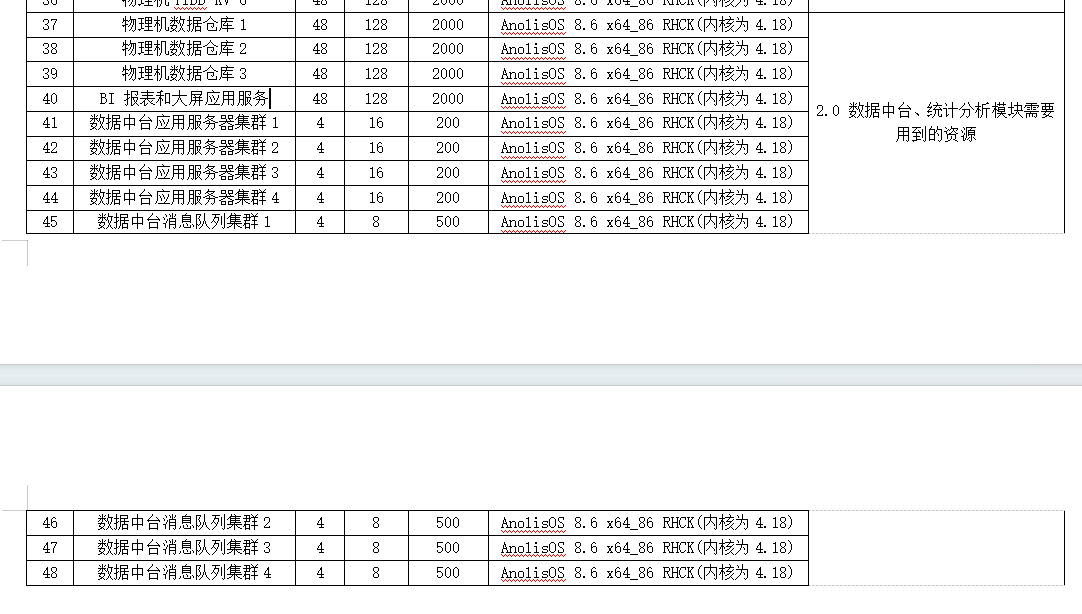 36 物理机 TIDB KV 6 48 128 2000 AnolisOS 8.6 x64_86 RHCK(内核为 4.18)
37 物理机数据仓库 1 48 128 2000 AnolisOS 8.6 x64_86 RHCK(内核为 4.18)
38 物理机数据仓库 2 48 128 2000 AnolisOS 8.6 x64_86 RHCK(内核为 4.18)
39 物理机数据仓库 3 48 128 2000 AnolisOS 8.6 x64_86 RHCK(内核为 4.18)
40 BI 报表和大屏应用服务 48 128 2000 AnolisOS 8.6 x64_86 RHCK(内核为 4.18)
2.0 数据中台、统计分析模块需要
用到的资源
41 数据中台应用服务器集群 1 4 16 200 AnolisOS 8.6 x64_86 RHCK(内核为 4.18)
42 数据中台应用服务器集群 2 4 16 200 AnolisOS 8.6 x64_86 RHCK(内核为 4.18)
43 数据中台应用服务器集群 3 4 16 200 AnolisOS 8.6 x64_86 RHCK(内核为 4.18)
44 数据中台应用服务器集群 4 4 16 200 AnolisOS 8.6 x64_86 RHCK(内核为 4.18)
45 数据中台消息队列集群 1 4 8 500 AnolisOS 8.6 x64_86 RHCK(内核为 4.18)
46 数据中台消息队列集群 2 4 8 500 AnolisOS 8.6 x64_86 RHCK(内核为 4.18)
47 数据中台消息队列集群 3 4 8 500 AnolisOS 8.6 x64_86 RHCK(内核为 4.18)
48 数据中台消息队列集群 4 4 8 500 AnolisOS 8.6 x64_86 RHCK(内核为 4.18)